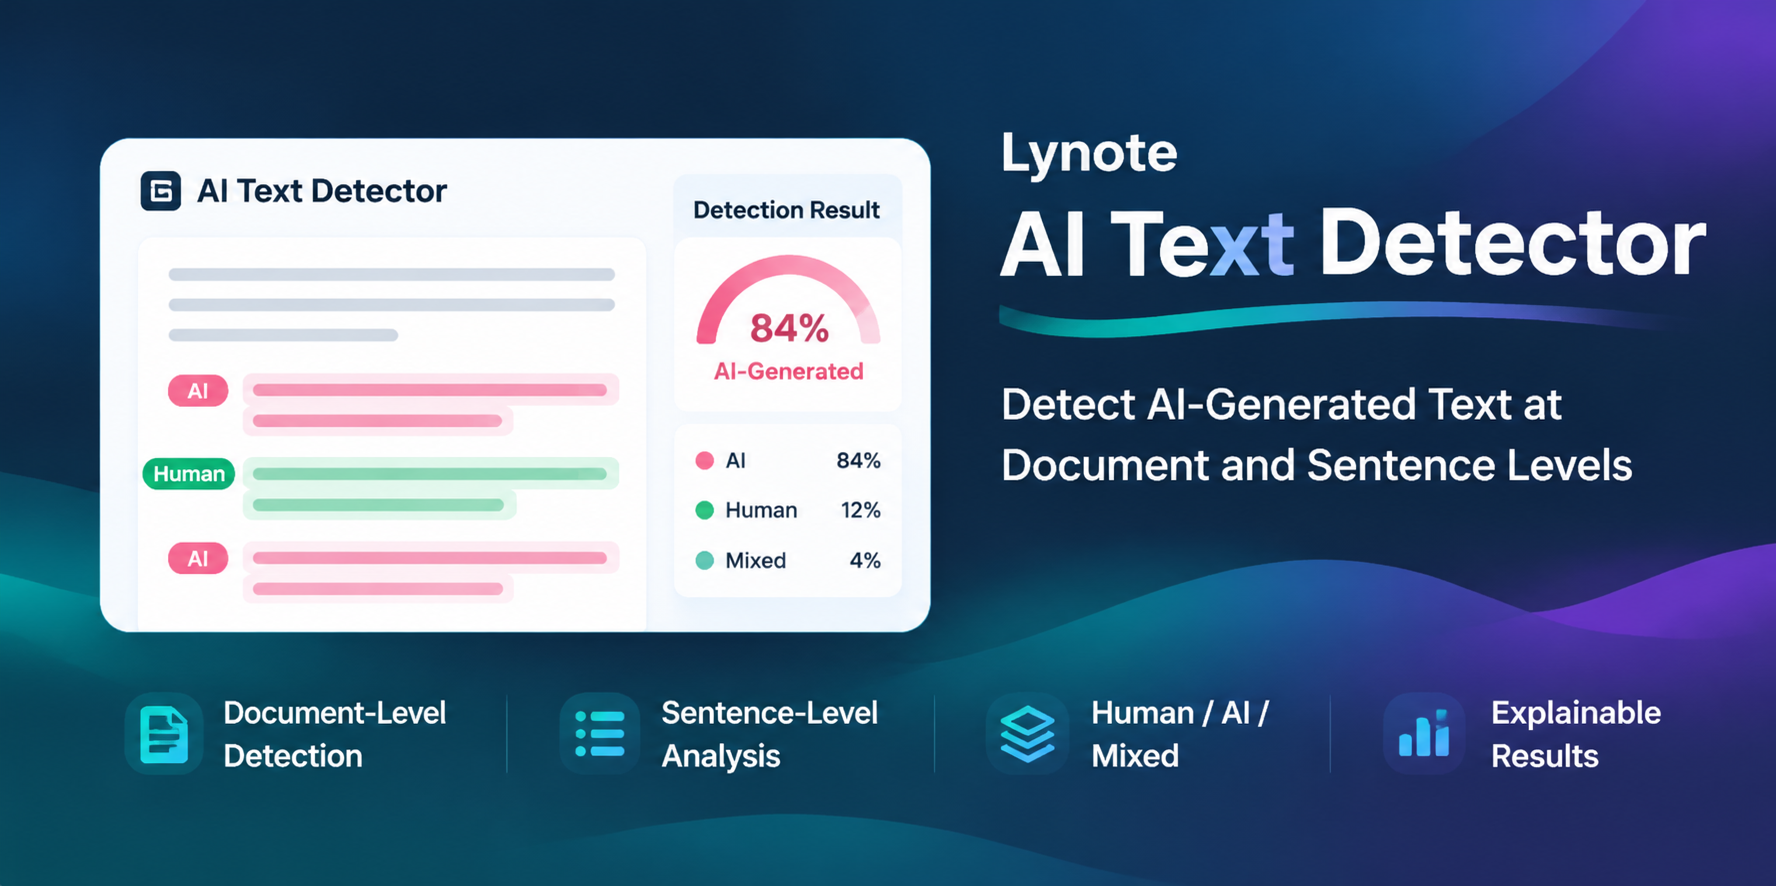 AI Text Detector
AI
Human
AI
Detection Result
84%
AI-Generated
AI 84%
Human 12%
Mixed 4%
Lynote
AI Text Detector
Detect AI-Generated Text at
Document and Sentence Levels
Document-Level
Detection
Sentence-Level
Analysis
Human / AI /
Mixed
Explainable
Results